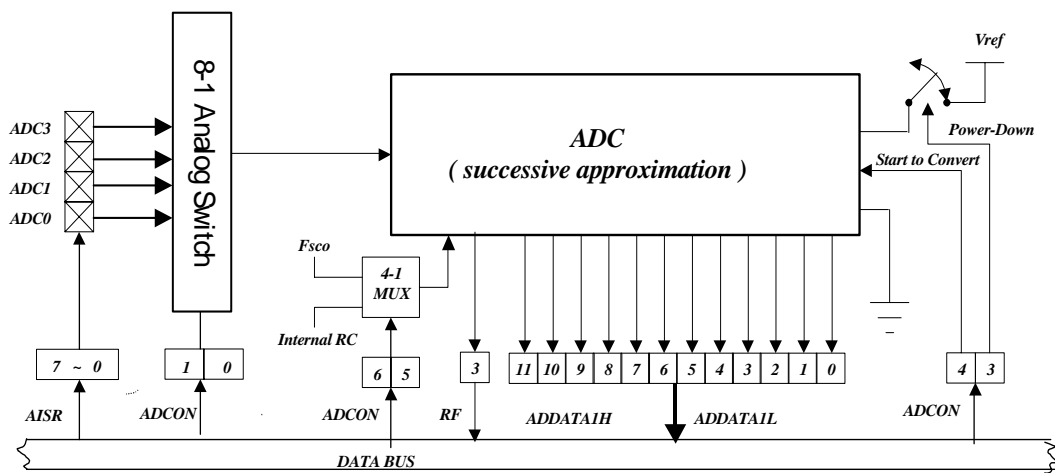 Vref
8-1 Analog Switch
ADC3
ADC2
ADC1
ADC0
ADC
( successive approximation )
Power-Down
Start to Convert
Fsco
4-1
MUX
Internal RC
7 ~ 0
1 0
6 5
3
11 10 9 8 7 6 5 4 3 2 1 0
4 3
AISR
ADCON
ADCON
RF
ADDATA1H
ADDATA1L
ADCON
DATA BUS